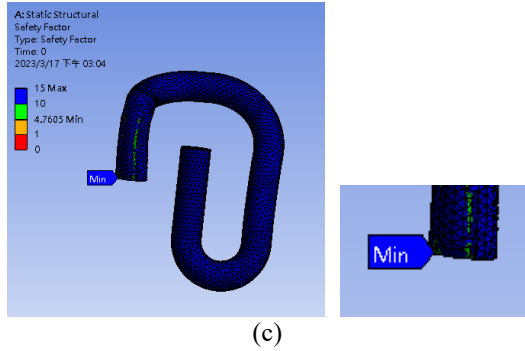 A: Static Structural
Safety Factor
Type: Safety Factor
Time: 0
2023/3/17 下午 03:04
15 Max
10
4.7605 Min
1
0
Min
Min
(c)